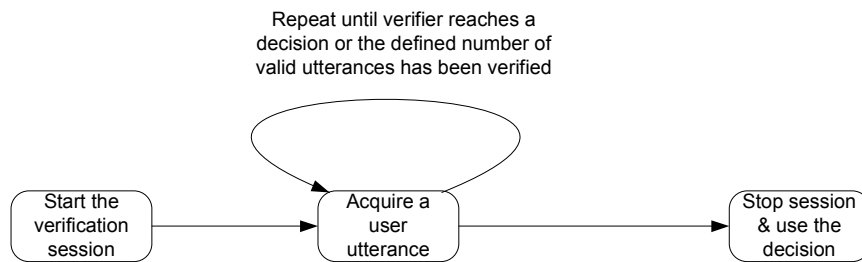 Repeat until verifier reaches a
decision or the defined number of
valid utterances has been verified
Start the
verification
session
Acquire a
user
utterance
Stop session
& use the
decision